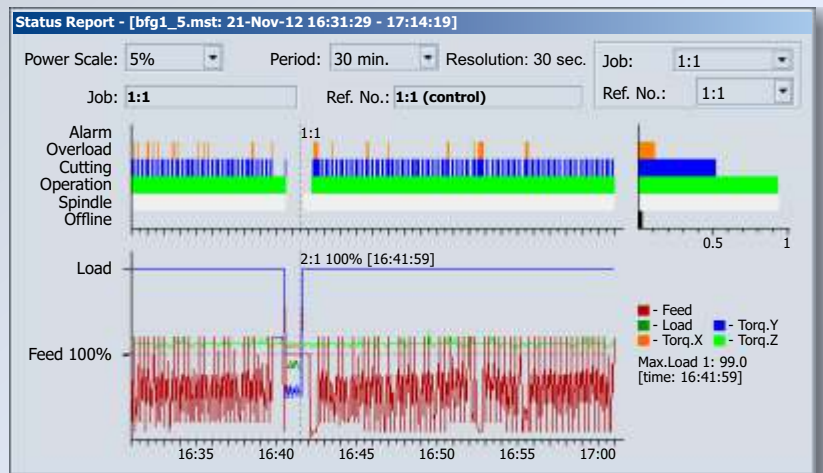 Status Report - [bfg1_5.mst: 21-Nov-12 16:31:29 - 17:14:19]
Power Scale: 5% Period: 30 min. Resolution: 30 sec. Job: 1:1
Job: 1:1 Ref. No.: 1:1 (control) Ref. No.: 1:1
Alarm
1:1
Overload
Cutting
Operation
Spindle
Offline
0.5 1
2:1 100% [16:41:59]
Load
- Feed
- Load - Torq.Y
- Torq.X - Torq.Z
Feed 100%
Max.Load 1: 99.0
[time: 16:41:59]
16:35 16:40 16:45 16:50 16:55 17:00